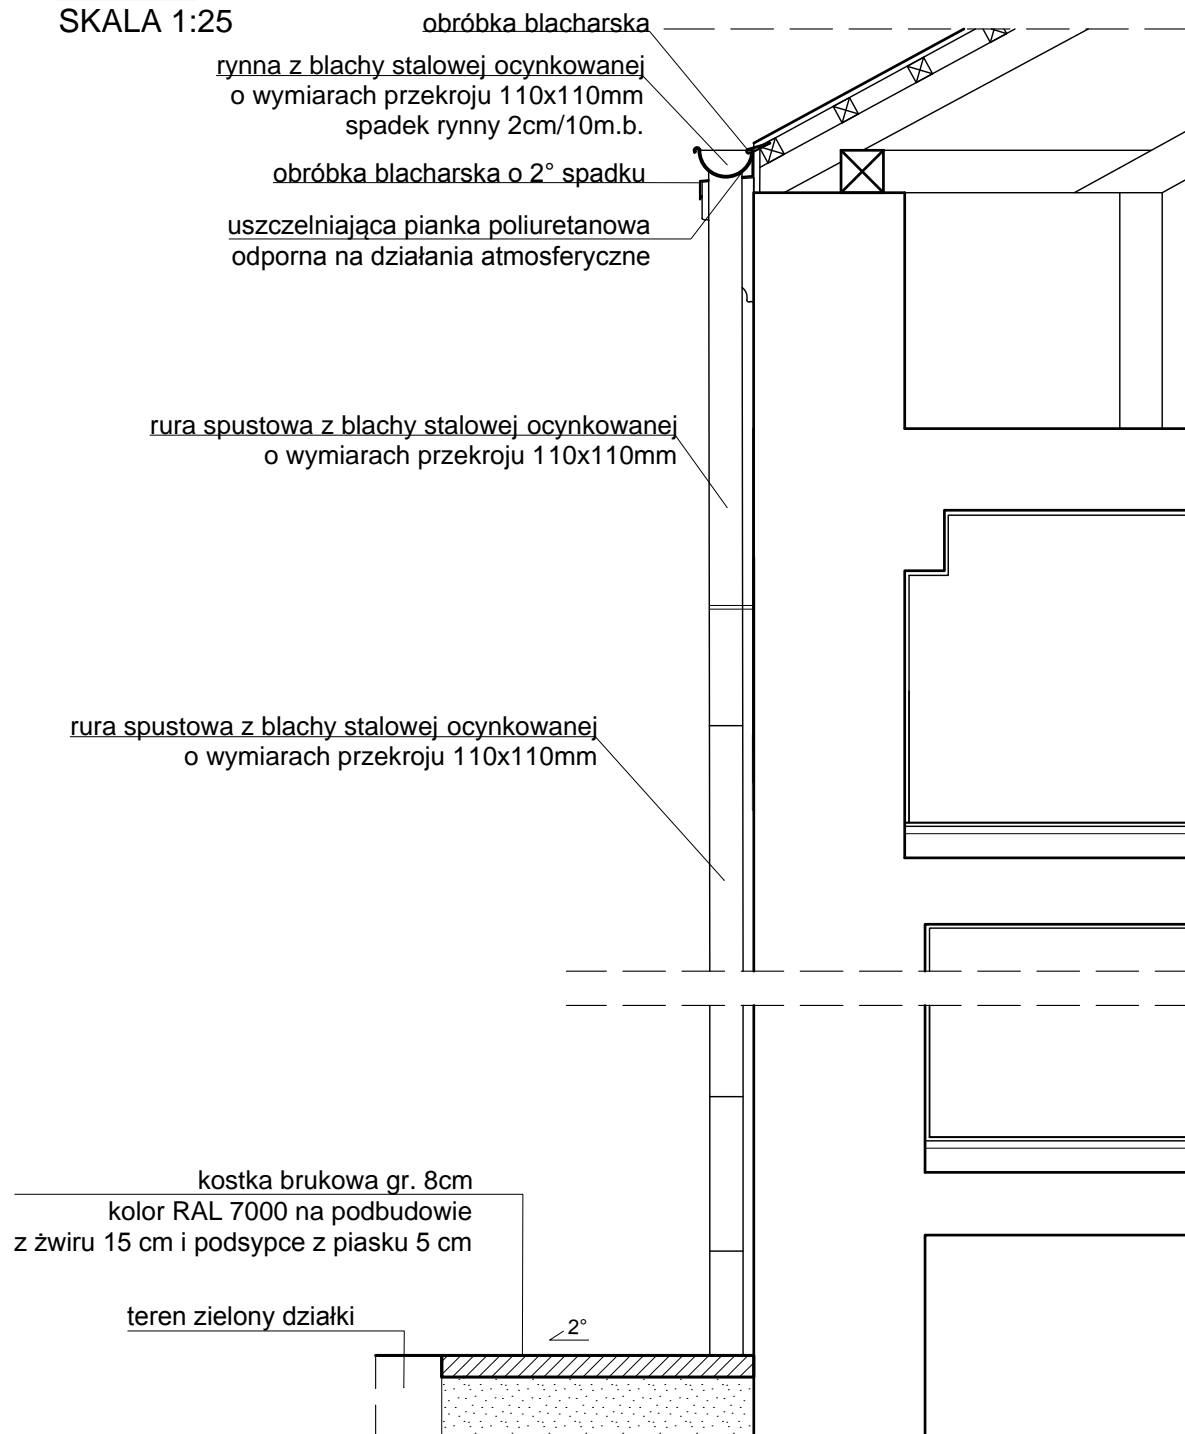 SKALA 1:25
obróbka blacharska
rynna z blachy stalowej ocynkowanej
o wymiarach przekroju 110x110mm
spadek rynny 2cm/10m.b.
obróbka blacharska o 2° spadku
uszczelniająca pianka poliuretanowa
odporna na działania atmosferyczne
rura spustowa z blachy stalowej ocynkowanej
o wymiarach przekroju 110x110mm
rura spustowa z blachy stalowej ocynkowanej
o wymiarach przekroju 110x110mm
kostka brukowa gr. 8cm
kolor RAL 7000 na podbudowie
z żwiru 15 cm i podsypce z piasku 5 cm
teren zielony działki
2°